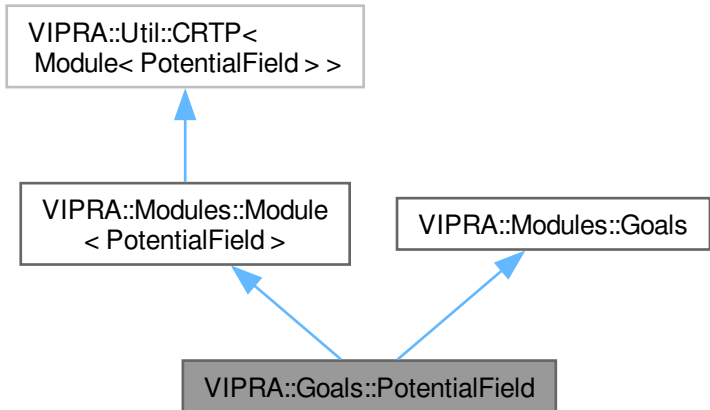 VIPRA::Util::CRTP<
Module< PotentialField > >
VIPRA::Modules::Module
< PotentialField >
VIPRA::Modules::Goals
VIPRA::Goals::PotentialField